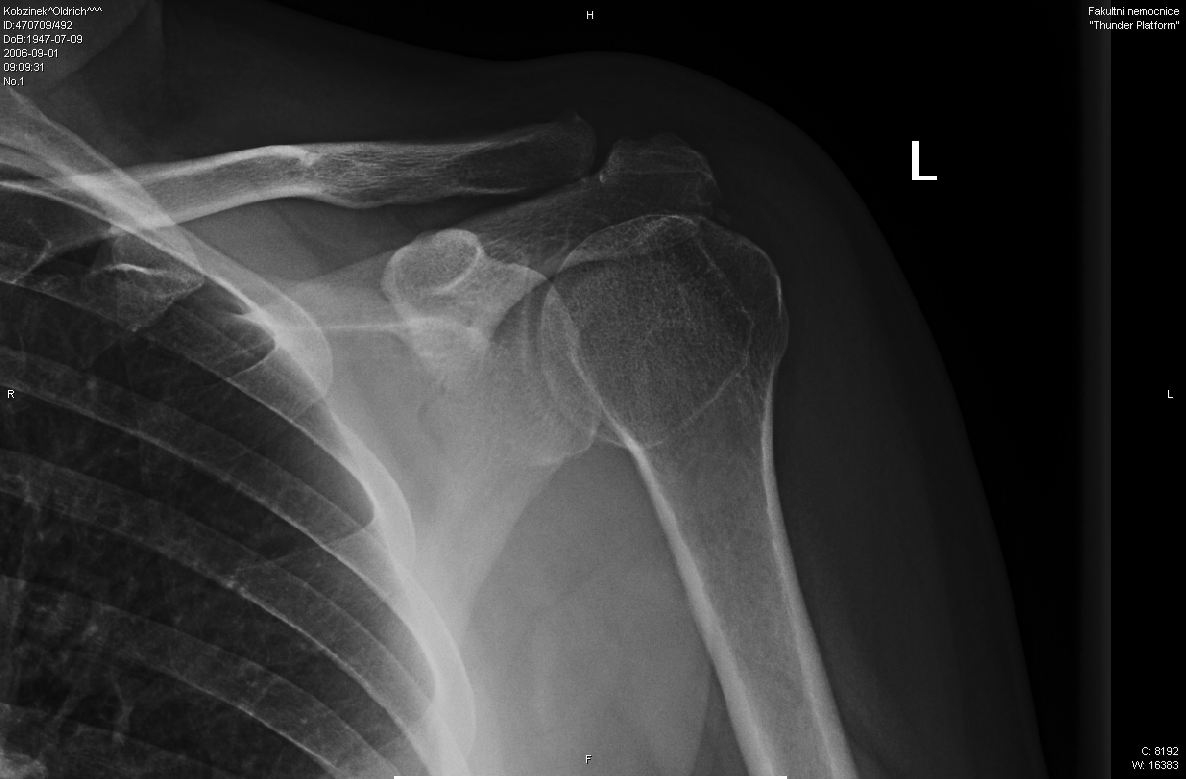 Kobzinek^Oldrich^^^
ID:470709/492
DoB:1947-07-09
2006-09-01
09:09:31
No.1
H
Fakultni nemocnice
"Thunder Platform"
L
R
L
F
C: 8192
W: 16383